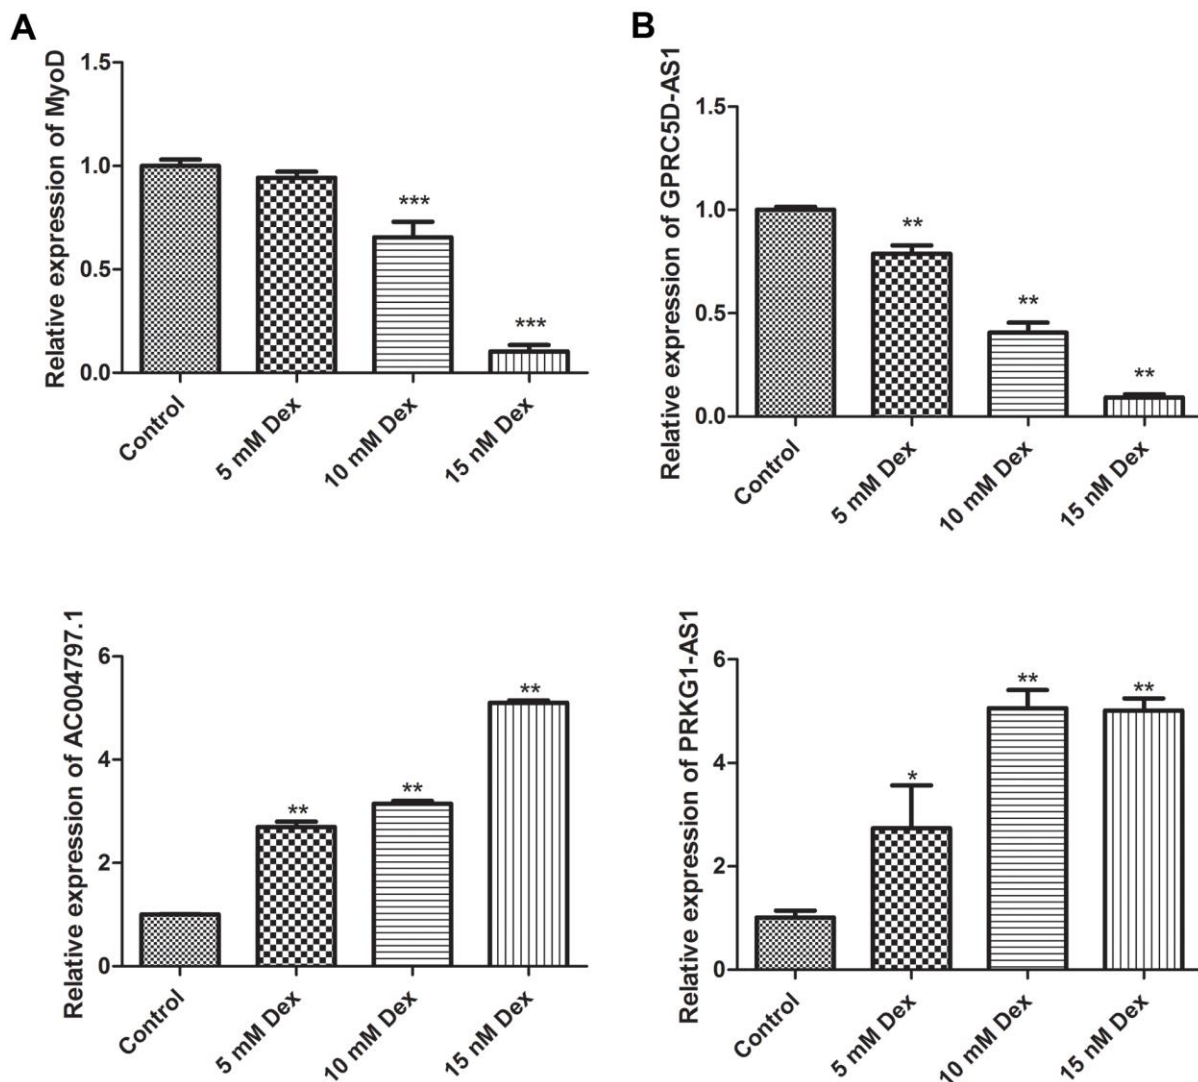 A
Relative expression of MyoD
1.5
1.0
0.5
0.0
***
***
Control
5 mM Dex
10 mM Dex
15 nM Dex
B
Relative expression of GPRC5D-AS1
1.5
1.0
0.5
0.0
**
**
**
Control
5 mM Dex
10 mM Dex
15 nM Dex
Relative expression of AC004797.1
6
4
2
0
**
**
**
Control
5 mM Dex
10 mM Dex
15 nM Dex
Relative expression of PRKG1-AS1
6
4
2
0
*
**
**
Control
5 mM Dex
10 mM Dex
15 nM Dex